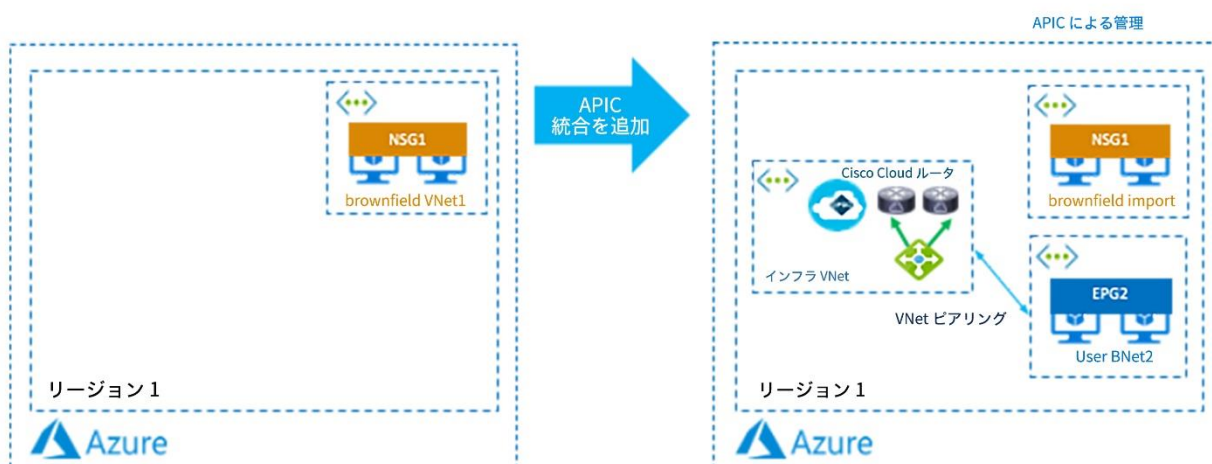 APIC による管理
NSG1
brownfield VNet1
リージョン 1
Azure
APIC
統合を追加
NSG1
brownfield import
Cisco Cloud ルータ
インフラ VNet
VNet ピアリング
EPG2
User BNet2
リージョン 1
Azure